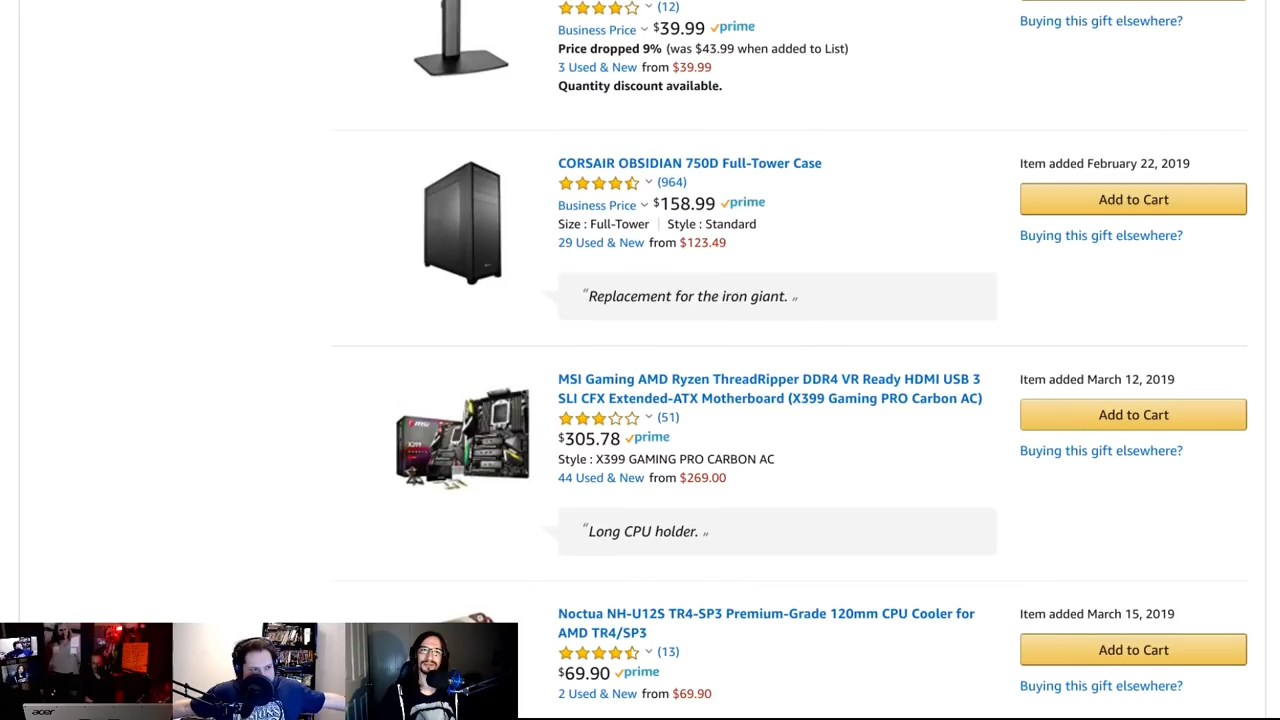 (12)
Business Price $39.99 prime
Price dropped 9% (was $43.99 when added to List)
3 Used & New from $39.99
Quantity discount available.
Buying this gift elsewhere?
CORSAIR OBSIDIAN 750D Full-Tower Case
(964)
Business Price $158.99 prime
Size : Full-Tower | Style : Standard
29 Used & New from $123.49
"Replacement for the iron giant. "
Item added February 22, 2019
Add to Cart
Buying this gift elsewhere?
MSI Gaming AMD Ryzen ThreadRipper DDR4 VR Ready HDMI USB 3
SLI CFX Extended-ATX Motherboard (X399 Gaming PRO Carbon AC)
(51)
$305.78 prime
Style : X399 GAMING PRO CARBON AC
44 Used & New from $269.00
"Long CPU holder. "
Item added March 12, 2019
Add to Cart
Buying this gift elsewhere?
Noctua NH-U12S TR4-SP3 Premium-Grade 120mm CPU Cooler for
AMD TR4/SP3
(13)
$69.90 prime
2 Used & New from $69.90
Item added March 15, 2019
Add to Cart
Buying this gift elsewhere?
acer